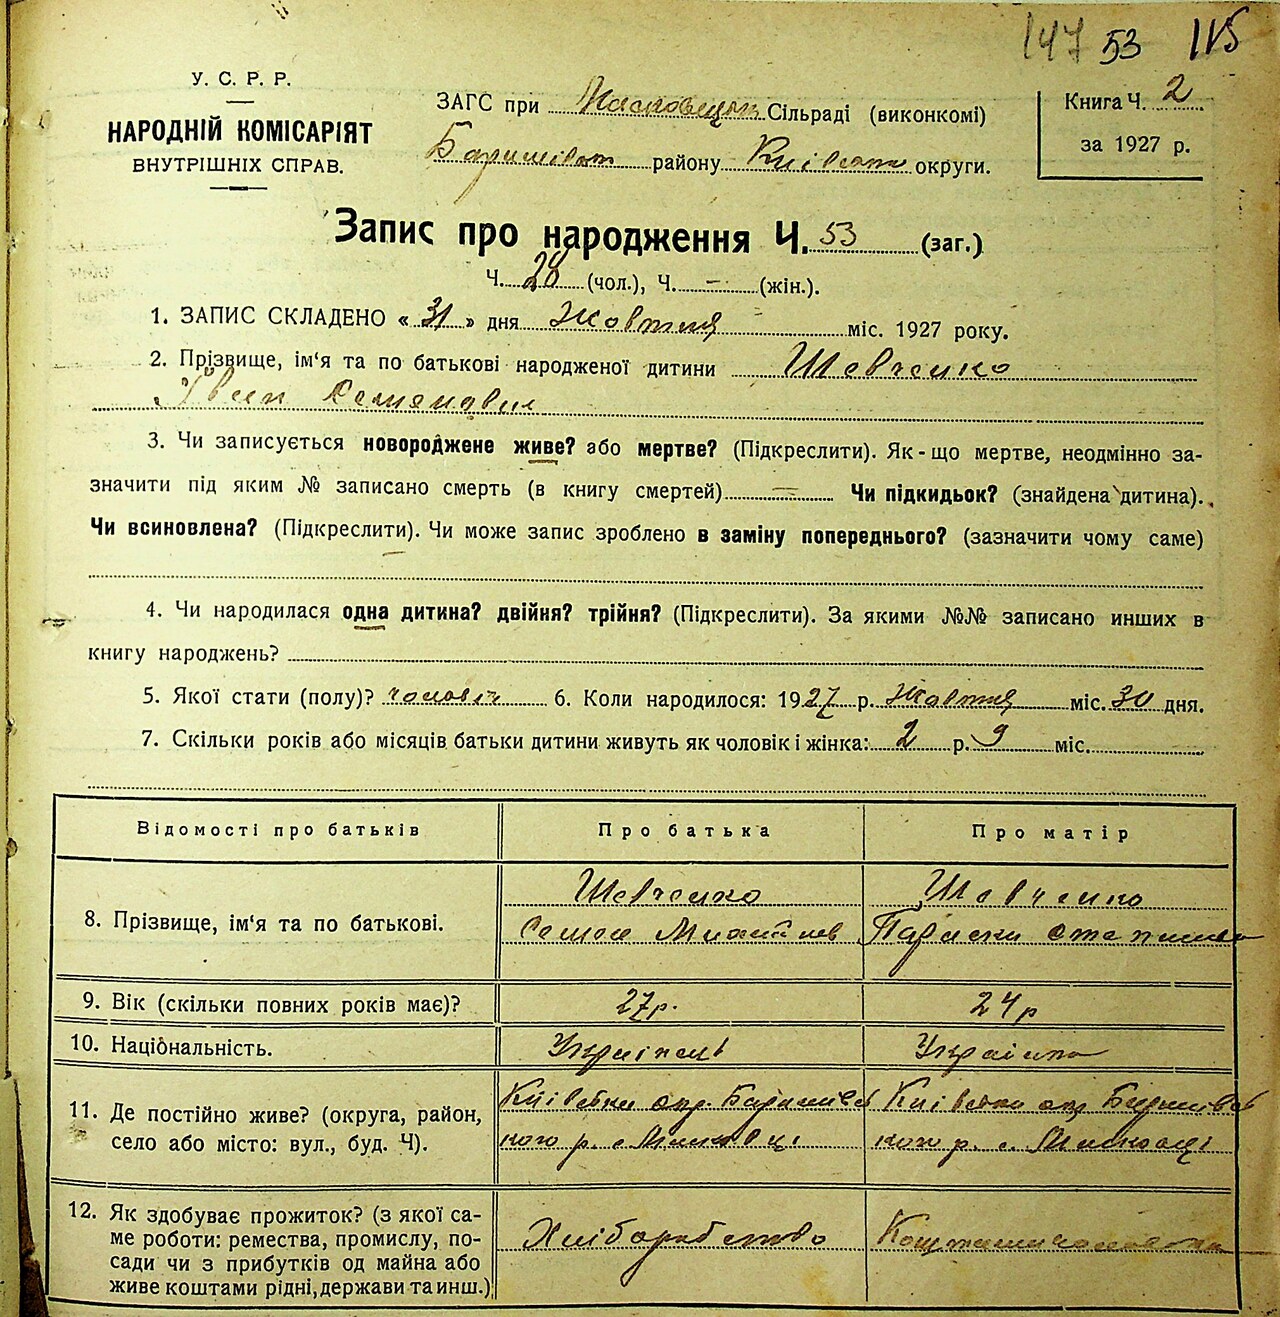 147 53 115
У. С. Р. Р.
НАРОДНІЙ КОМІСАРІЯТ
ВНУТРІШНІХ СПРАВ.
ЗАГС при Сільраді (виконкомі)
району округи.
Книга Ч. 2
за 1927 р.
Запис про народження Ч. 53 (заг.)
Ч. 28 (чол.), Ч. – (жін.).
1. ЗАПИС СКЛАДЕНО « 31 » дня Жовтня міс. 1927 року.
2. Прізвище, ім'я та по батькові народженої дитини Шевченко
Іван Семенович
3. Чи записується новороджене живе? або мертве? (Підкреслити). Як-що мертве, неодмінно за-
значити під яким № записано смерть (в книгу смертей) Чи підкидьок? (знайдена дитина).
Чи всиновлена? (Підкреслити). Чи може запис зроблено в заміну попереднього? (зазначити чому саме)
4. Чи народилася одна дитина? двійня? трійня? (Підкреслити). За якими №№ записано инших в
книгу народжень?
5. Якої стати (полу)? чоловіч 6. Коли народилося: 1927 р. Жовтня міс. 30 дня.
7. Скільки років або місяців батьки дитини живуть як чоловік і жінка: 2 р. 9 міс.
Відомості про батьків Про батька Про матір
8. Прізвище, ім'я та по батькові. Шевченко Шевченко
Семен
9. Вік (скільки повних років має)? 27 р. 24 р
10. Національність. Українець Українка
11. Де постійно живе? (округа, район,
село або місто: вул., буд. Ч).
12. Як здобуває прожиток? (з якої са-
ме роботи: ремества, промислу, по-
сади чи з прибутків од майна або
живе коштами рідні, держави та инш.)
Хліборобство